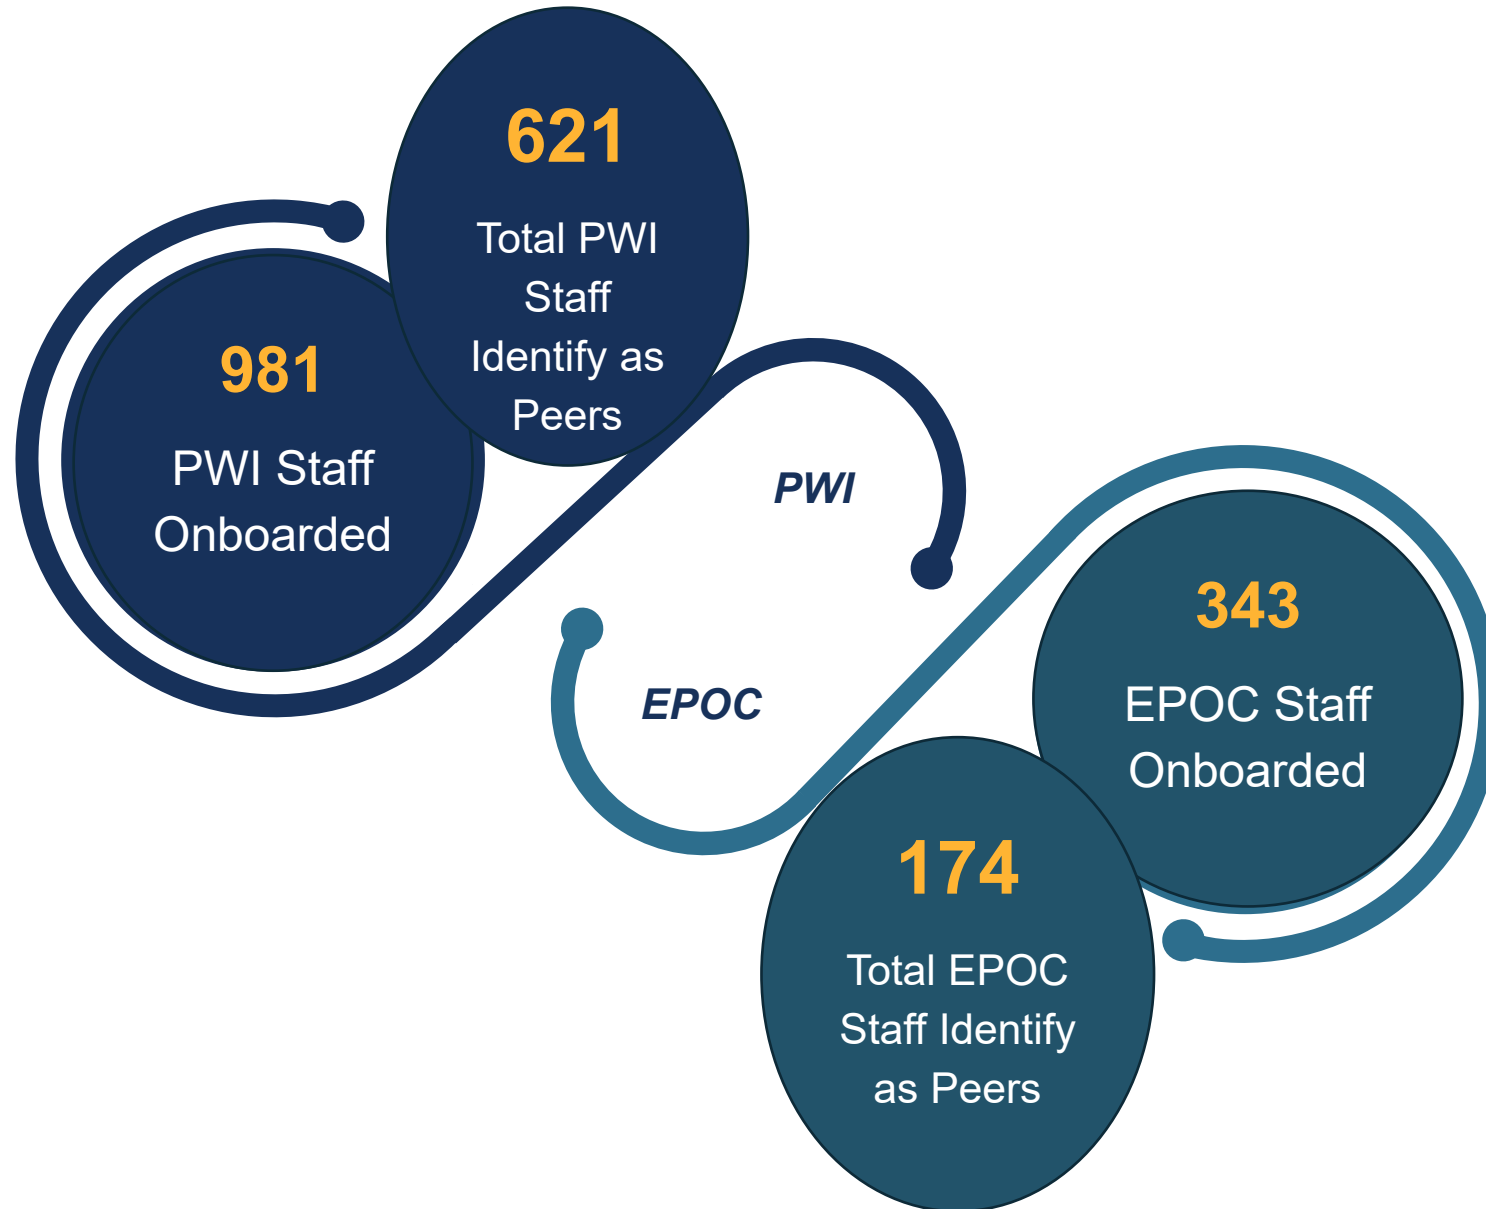 621
Total PWI
Staff
Identify as
Peers
981
PWI Staff
Onboarded
PWI
EPOC
343
EPOC Staff
Onboarded
174
Total EPOC
Staff Identify
as Peers